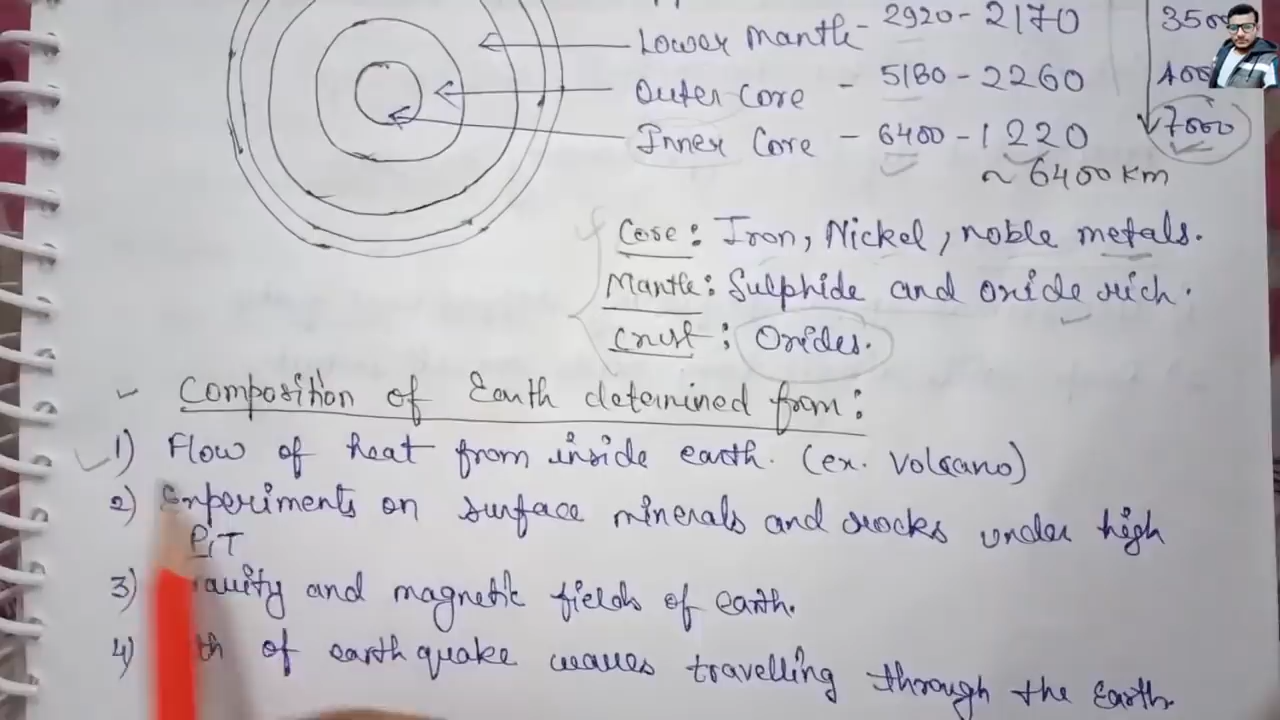 Lower Mantle - 2920 - 2170
Outer Core - 5180 - 2260
Inner Core - 6400 - 1220
7000
~ 6400 Km
Core: Iron, Nickel, noble metals.
Mantle: Sulphide and oxide rich.
Crust: Oxides.
Composition of Earth determined from:
1) Flow of heat from inside earth. (ex. Volcano)
2) Experiments on surface minerals and rocks under high
P,T
3) and magnetic fields of earth.
4) of earthquake waves travelling through the Earth.